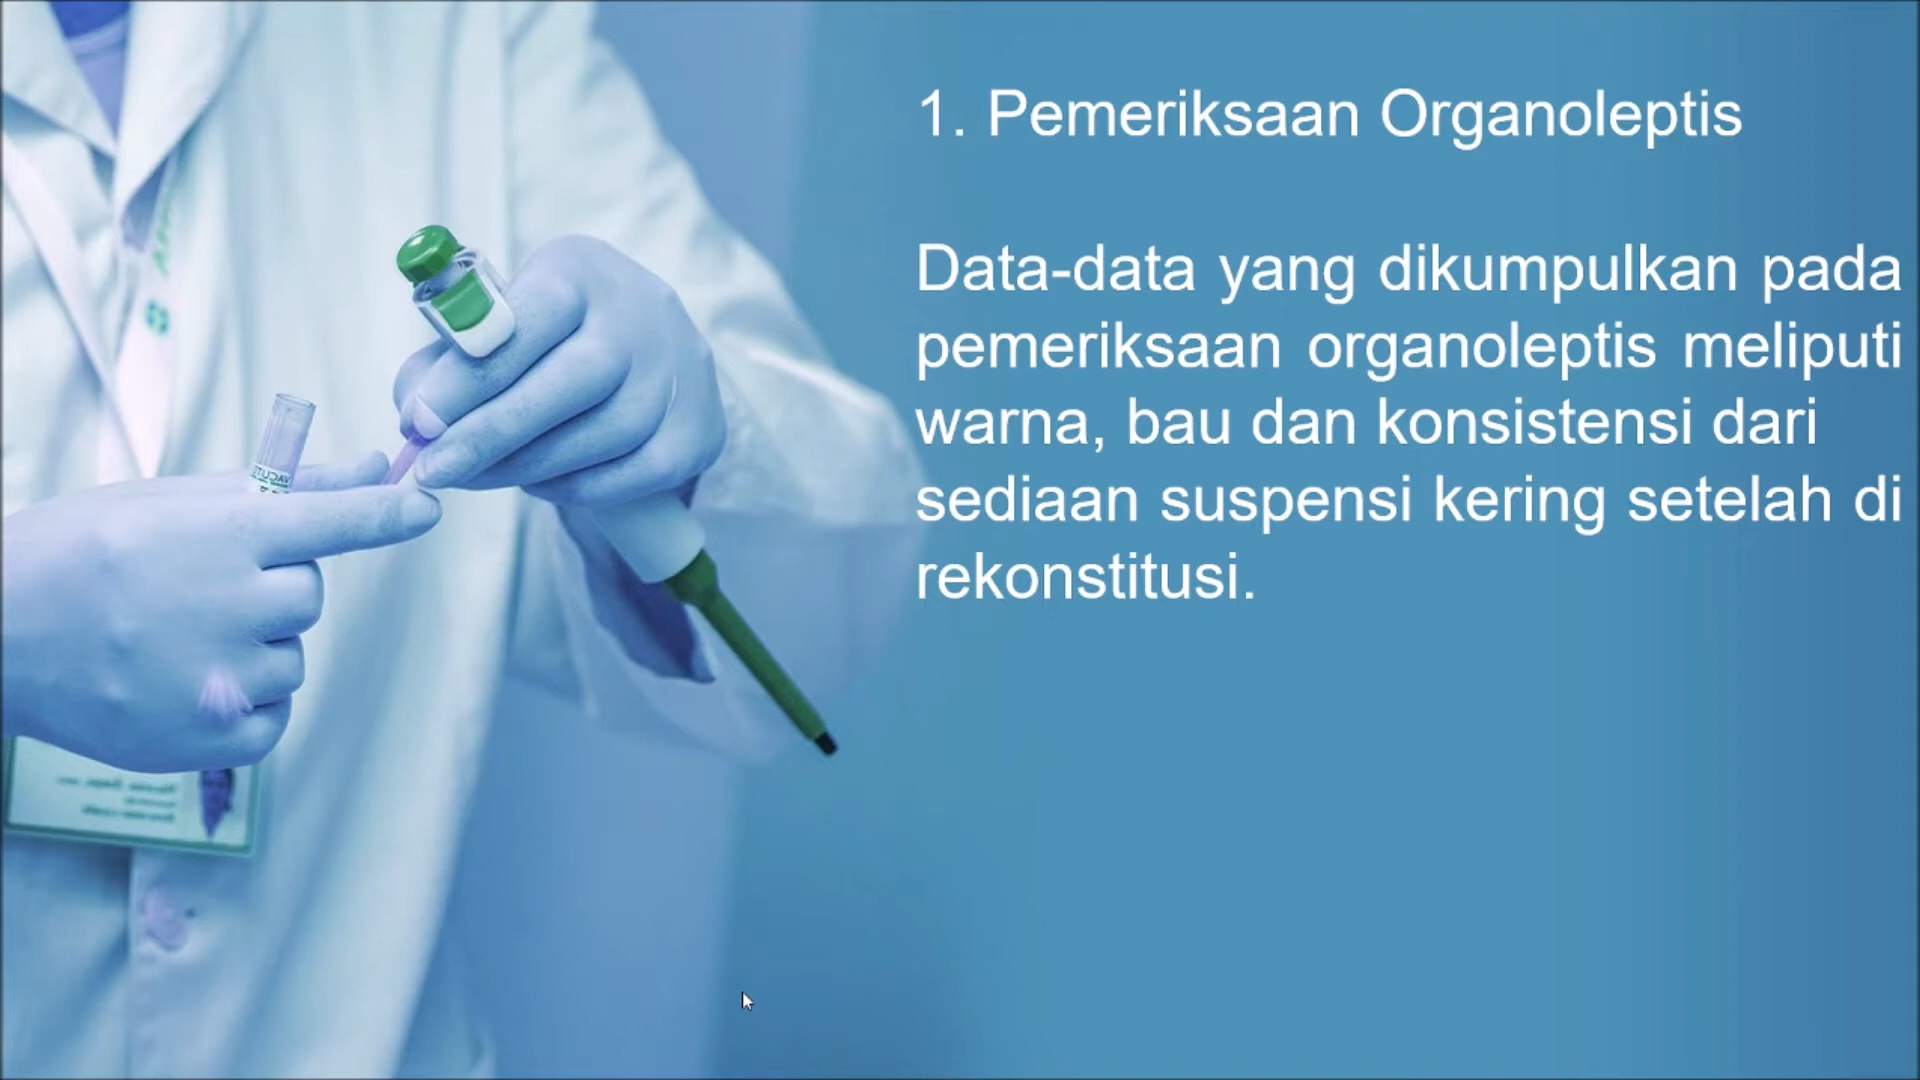 1. Pemeriksaan Organoleptis
Data-data yang dikumpulkan pada
pemeriksaan organoleptis meliputi
warna, bau dan konsistensi dari
sediaan suspensi kering setelah di
rekonstitusi.